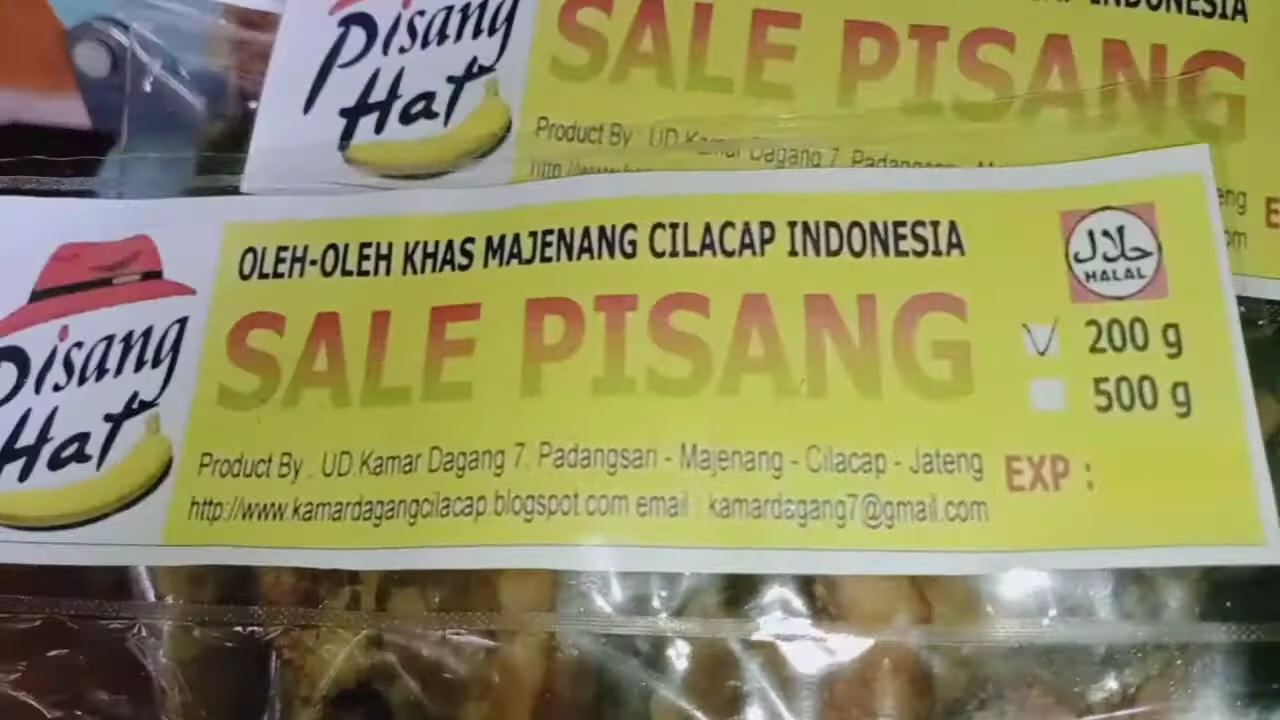 Pisang
Hat
INDONESIA
SALE PISANG
Product By : UD.Kamar Dagang 7. Padangsan
Pisang
Hat
OLEH-OLEH KHAS MAJENANG CILACAP INDONESIA
SALE PISANG
حلال
HALAL
200 g
500 g
Product By : UD.Kamar Dagang 7. Padangsan - Majenang - Cilacap - Jateng
EXP :
http://www.kamardagangcilacap.blogspot.com email : kamardagang7@gmail.com